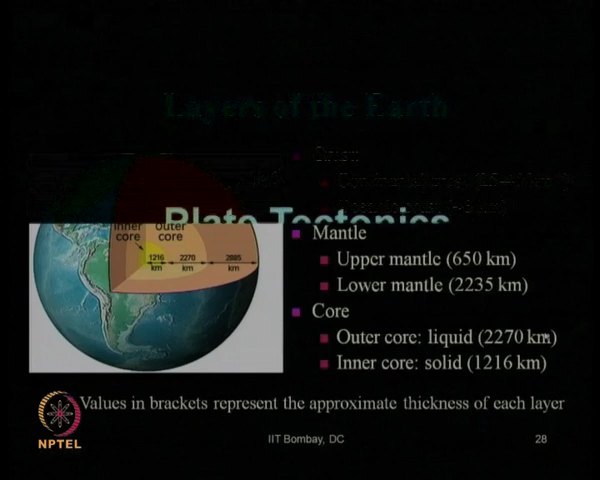 Layers of the Earth
Crust
Plate Tectonics
Inner core
Outer core
1216 km
2270 km
2885 km
Mantle
Upper mantle (650 km)
Lower mantle (2235 km)
Core
Outer core: liquid (2270 km)
Inner core: solid (1216 km)
Values in brackets represent the approximate thickness of each layer
NPTEL
IIT Bombay, DC
28